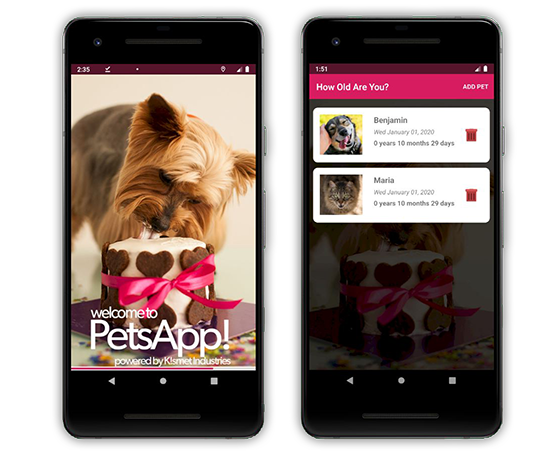 2:35
welcome to
PetsApp!
powered by K!smet Industries
1:51
How Old Are You?
ADD PET
Benjamin
Wed January 01, 2020
0 years 10 months 29 days
Maria
Wed January 01, 2020
0 years 10 months 29 days